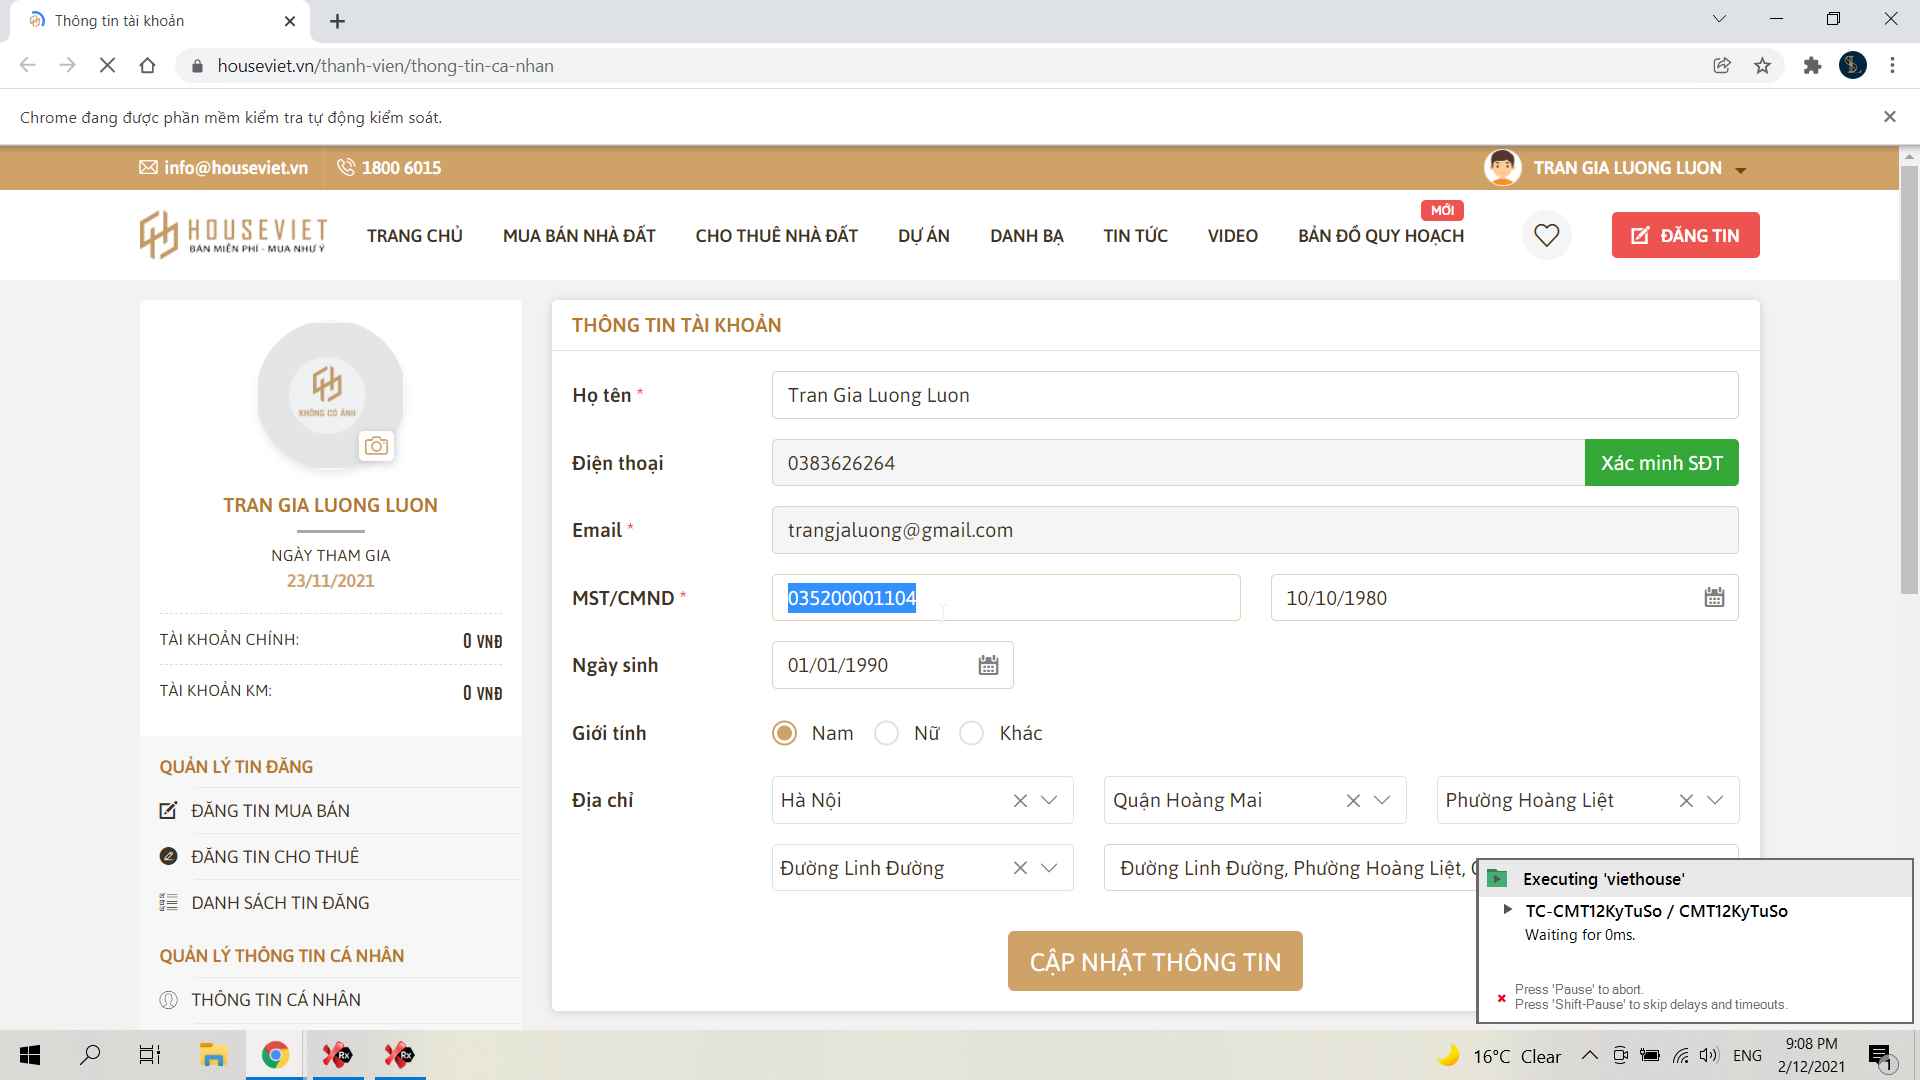 Thông tin tài khoản
houseviet.vn/thanh-vien/thong-tin-ca-nhan
Chrome đang được phần mềm kiểm tra tự động kiểm soát.
info@houseviet.vn
1800 6015
TRAN GIA LUONG LUON
HOUSEVIET
BÁN MIỄN PHÍ - MUA NHƯ Ý
TRANG CHỦ
MUA BÁN NHÀ ĐẤT
CHO THUÊ NHÀ ĐẤT
DỰ ÁN
DANH BẠ
TIN TỨC
VIDEO
MỚI
BẢN ĐỒ QUY HOẠCH
ĐĂNG TIN
KHÔNG CÓ ẢNH
TRAN GIA LUONG LUON
NGÀY THAM GIA
23/11/2021
TÀI KHOẢN CHÍNH: 0 VNĐ
TÀI KHOẢN KM: 0 VNĐ
QUẢN LÝ TIN ĐĂNG
ĐĂNG TIN MUA BÁN
ĐĂNG TIN CHO THUÊ
DANH SÁCH TIN ĐĂNG
QUẢN LÝ THÔNG TIN CÁ NHÂN
THÔNG TIN CÁ NHÂN
THÔNG TIN TÀI KHOẢN
Họ tên * Tran Gia Luong Luon
Điện thoại 0383626264 Xác minh SĐT
Email * trangjaluong@gmail.com
MST/CMND * 035200001104 10/10/1980
Ngày sinh 01/01/1990
Giới tính Nam Nữ Khác
Địa chỉ Hà Nội Quận Hoàng Mai Phường Hoàng Liệt
Đường Linh Đường Đường Linh Đường, Phường Hoàng Liệt,
CẬP NHẬT THÔNG TIN
Executing 'viethouse'
TC-CMT12KyTuSo / CMT12KyTuSo
Waiting for 0ms.
Press 'Pause' to abort.
Press 'Shift-Pause' to skip delays and timeouts.
16°C Clear
ENG
9:08 PM
2/12/2021
1